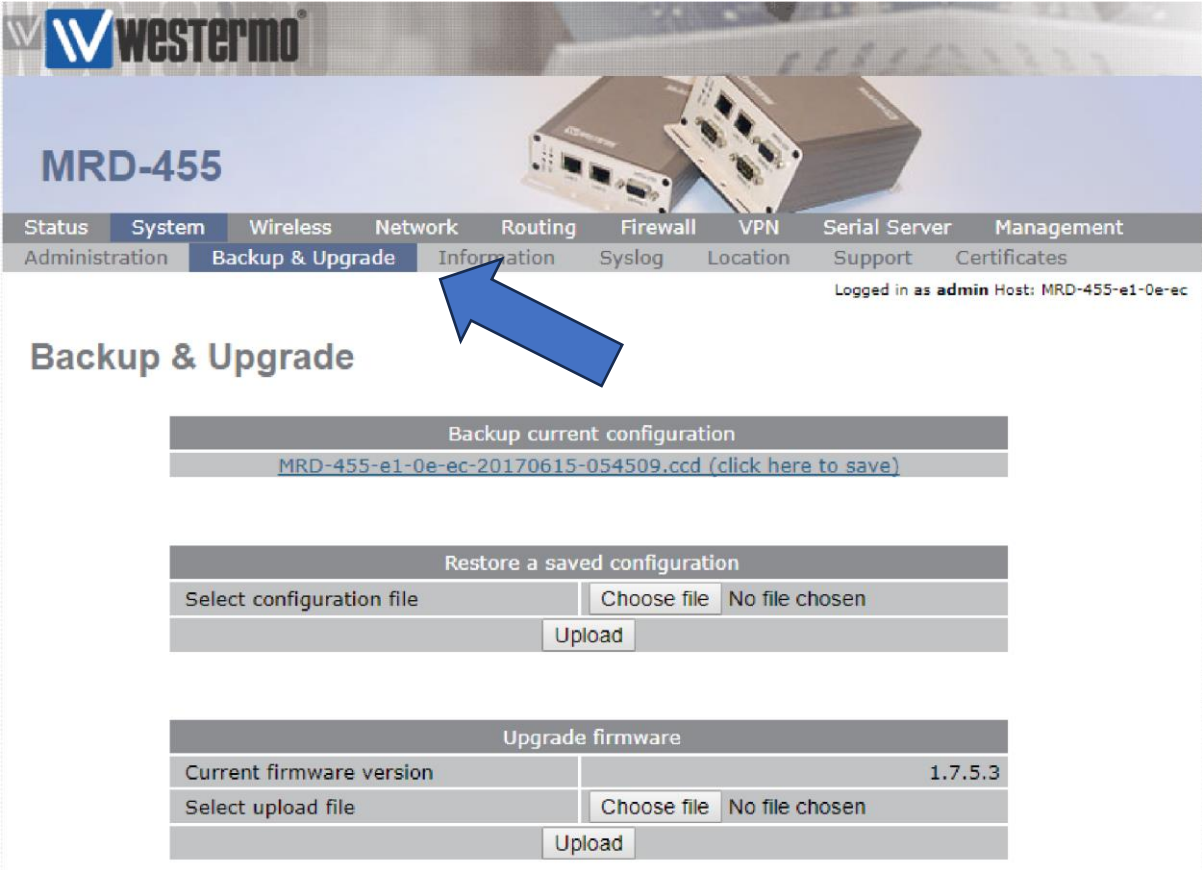 westermo
MRD-455
Status System Wireless Network Routing Firewall VPN Serial Server Management
Administration Backup & Upgrade Information Syslog Location Support Certificates
Logged in as admin Host: MRD-455-e1-0e-ec
Backup & Upgrade
Backup current configuration
MRD-455-e1-0e-ec-20170615-054509.ccd (click here to save)
Restore a saved configuration
Select configuration file Choose file No file chosen
Upload
Upgrade firmware
Current firmware version 1.7.5.3
Select upload file Choose file No file chosen
Upload